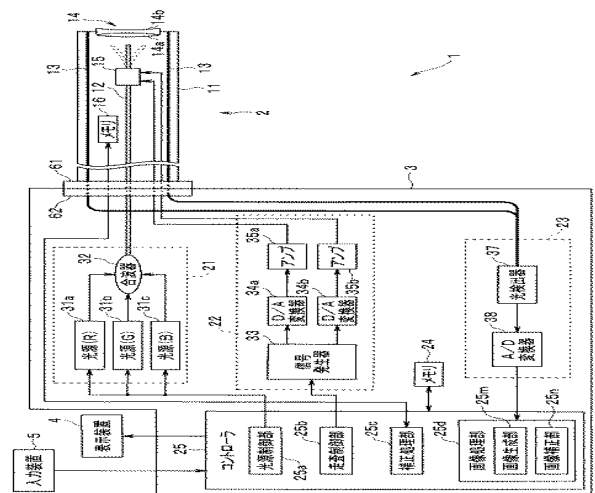 14
14b
14a
15
13
12
16
メモリ
13
11
1
2
61
62
3
32
合波器
31a
光源(R)
31b
光源(G)
31c
光源(B)
21
35a
アンプ
34a
D/A
変換器
34b
D/A
変換器
アンプ
35b
33
信号
発生器
22
23
37
光検出器
38
A/D
変換器
24
メモリ
4
表示装置
5
入力装置
25
コントローラ
光源制御部
25a
走査制御部
25b
補正処理部
25c
25d
画像処理部
25m
画像生成部
25n
画像補正部